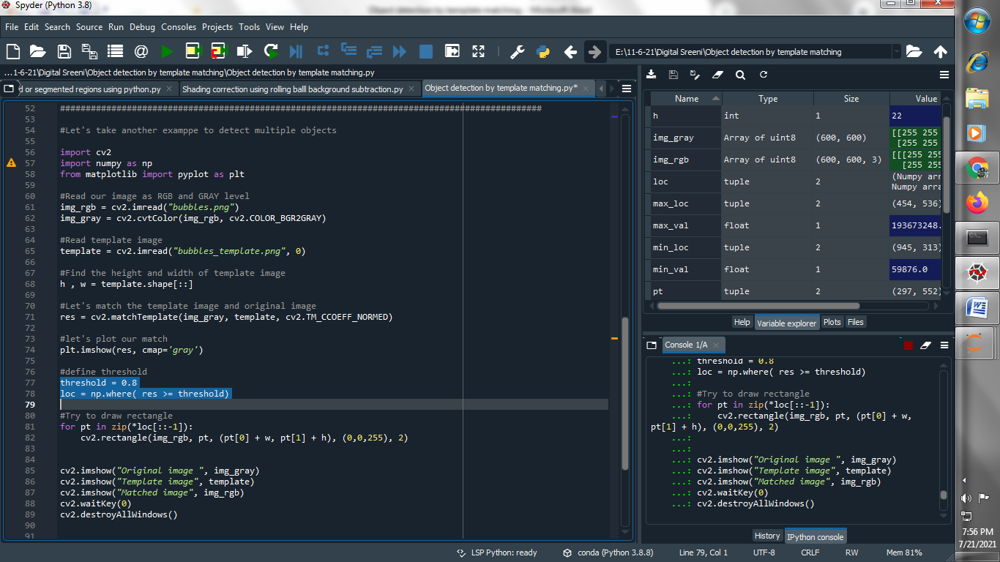 Spyder (Python 3.8)
Object detection by template matching - Microsoft Word
File Edit Search Source Run Debug Consoles Projects Tools View Help
E:\11-6-21\Digital Sreeni\Object detection by template matching
...1-6-21\Digital Sreeni\Object detection by template matching\Object detection by template matching.py
d or segmented regions using python.py
Shading correction using rolling balll background subtraction.py
Object detection by template matching.py*
52 ##############################################################################################
53
54 #Let's take another examppe to detect multiple objects
55
56 import cv2
57 import numpy as np
58 from matplotlib import pyplot as plt
59
60 #Read our image as RGB and GRAY level
61 img_rgb = cv2.imread("bubbles.png")
62 img_gray = cv2.cvtColor(img_rgb, cv2.COLOR_BGR2GRAY)
63
64 #Read template image
65 template = cv2.imread("bubbles_template.png", 0)
66
67 #Find the height and width of template image
68 h , w = template.shape[::]
69
70 #Let's match the template image and original image
71 res = cv2.matchTemplate(img_gray, template, cv2.TM_CCOEFF_NORMED)
72
73 #let's plot our match
74 plt.imshow(res, cmap='gray')
75
76 #define threshold
77 threshold = 0.8
78 loc = np.where( res >= threshold)
79
80 #Try to draw rectangle
81 for pt in zip(*loc[::-1]):
82     cv2.rectangle(img_rgb, pt, (pt[0] + w, pt[1] + h), (0,0,255), 2)
83
84
85 cv2.imshow("Original image ", img_gray)
86 cv2.imshow("Template image", template)
87 cv2.imshow("Matched image", img_rgb)
88 cv2.waitKey(0)
89 cv2.destroyAllWindows()
90
91
Name Type Size Value
h int 1 22
img_gray Array of uint8 (600, 600) [[255 255
[255 255
img_rgb Array of uint8 (600, 600, 3) [[[255 255
[255 255
loc tuple 2 (Numpy arr
Numpy arra
max_loc tuple 2 (454, 536)
max_val float 1 193673248.
min_loc tuple 2 (945, 313)
min_val float 1 59876.0
pt tuple 2 (297, 552)
Help Variable explorer Plots Files
Console 1/A
...: threshold = 0.8
...: loc = np.where( res >= threshold)
...:
...: #Try to draw rectangle
...: for pt in zip(*loc[::-1]):
...:     cv2.rectangle(img_rgb, pt, (pt[0] + w,
pt[1] + h), (0,0,255), 2)
...:
...:
...: cv2.imshow("Original image ", img_gray)
...: cv2.imshow("Template image", template)
...: cv2.imshow("Matched image", img_rgb)
...: cv2.waitKey(0)
...: cv2.destroyAllWindows()
History IPython console
LSP Python: ready conda (Python 3.8.8) Line 79, Col 1 UTF-8 CRLF RW Mem 81%
7:56 PM
7/21/2021